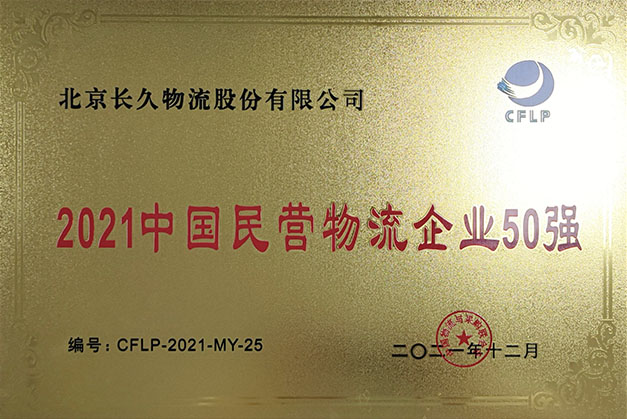 北京长久物流股份有限公司
CFLP
2021中国民营物流企业50强
编号：CFLP-2021-MY-25
二〇二一年十二月